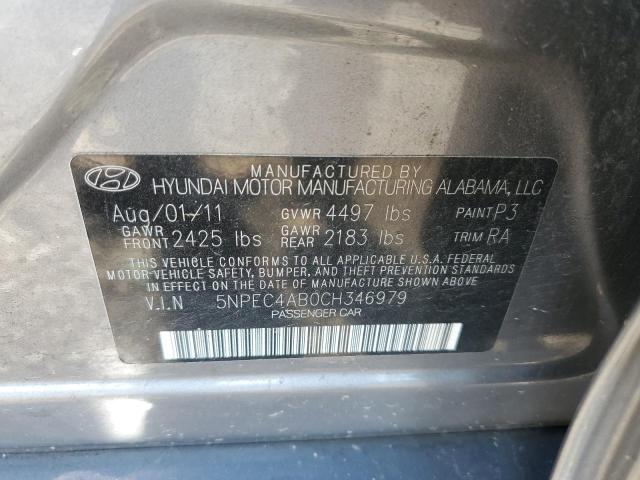 MANUFACTURED BY
HYUNDAI MOTOR MANUFACTURING ALABAMA, LLC
Aug/01/11 GVWR 4497 lbs PAINT P3
GAWR FRONT 2425 lbs GAWR REAR 2183 lbs TRIM RA
THIS VEHICLE CONFORMS TO ALL APPLICABLE U.S.A. FEDERAL
MOTOR VEHICLE SAFETY, BUMPER, AND THEFT PREVENTION STANDARDS
IN EFFECT ON THE DATE OF MANUFACTURE SHOWN ABOVE.
V.I.N 5NPEC4AB0CH346979
PASSENGER CAR